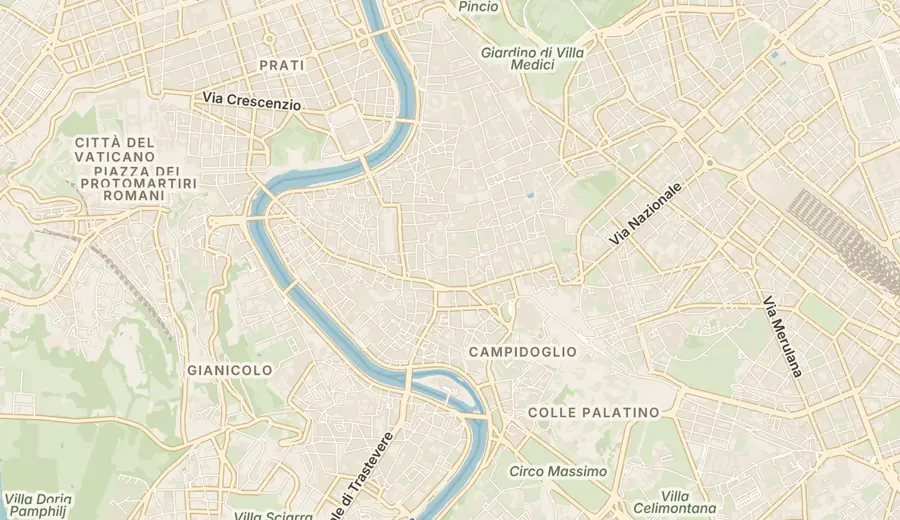 Pincio
Giardino di Villa
Medici
PRATI
Via Crescenzio
CITTÀ DEL
VATICANO
PIAZZA DEI
PROTOMARTIRI
ROMANI
Via Nazionale
Via Merulana
CAMPIDOGLIO
GIANICOLO
COLLE PALATINO
Circo Massimo
le di Trastevere
Villa Doria
Pamphilj
Villa Sciarra
Villa
Celimontana